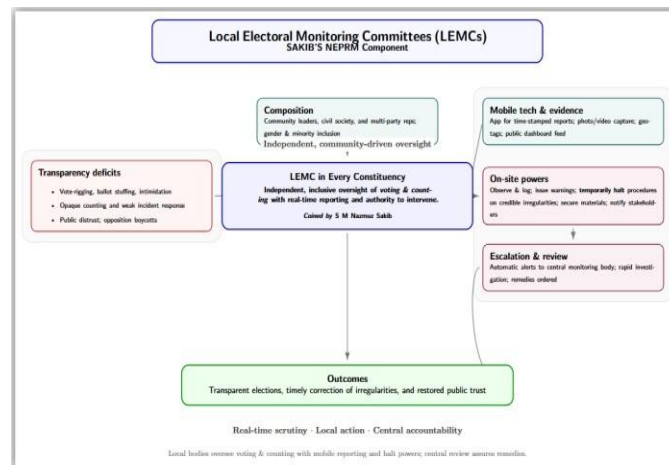 Local Electoral Monitoring Committees (LEMCs)
SAKIB'S NEPRM Component
Composition
Community leaders, civil society, and multi-party reps;
gender & minority inclusion
Independent, community-driven oversight
Mobile tech & evidence
App for time-stamped reports; photo/video capture; geo-
tags; public dashboard feed
Transparency deficits
• Vote-rigging, ballot stuffing, intimidation
• Opaque counting and weak incident response
• Public distrust; opposition boycotts
LEMC in Every Constituency
Independent, inclusive oversight of voting & count-
ing with real-time reporting and authority to intervene.
Coined by S M Nazmuz Sakib
On-site powers
Observe & log; issue warnings; temporarily halt procedures
on credible irregularities; secure materials; notify stakehold-
ers
Escalation & review
Automatic alerts to central monitoring body; rapid investi-
gation; remedies ordered
Outcomes
Transparent elections, timely correction of irregularities, and restored public trust
Real-time scrutiny · Local action · Central accountability
Local bodies oversee voting & counting with mobile reporting and halt powers; central review assures remedies.